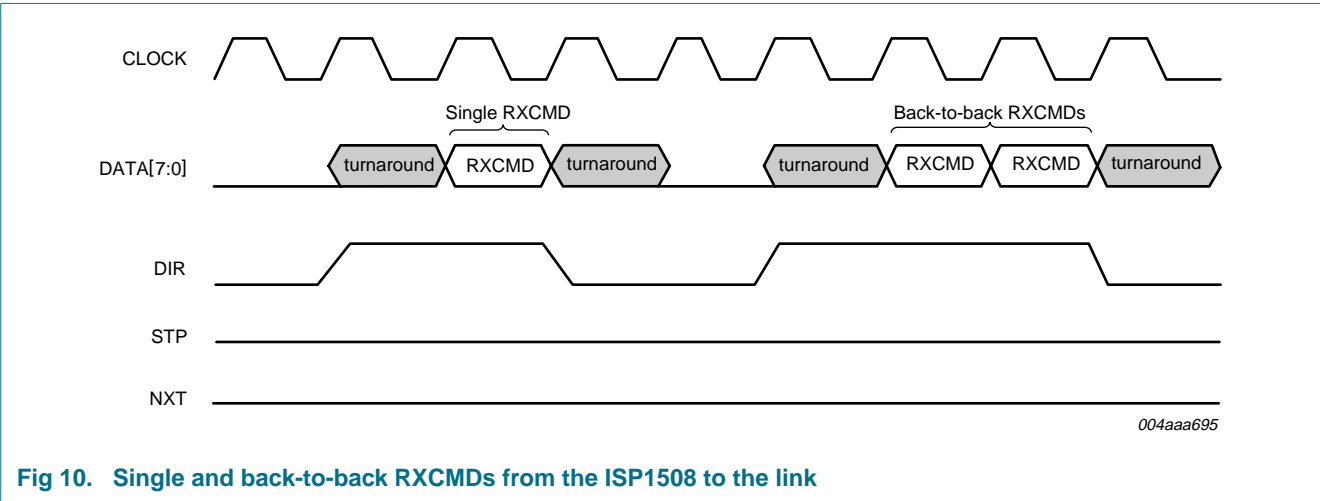 CLOCK
Single RXCMD
Back-to-back RXCMDs
DATA[7:0]
turnaround RXCMD turnaround turnaround RXCMD RXCMD turnaround
DIR
STP
NXT
004aaa695
Fig 10. Single and back-to-back RXCMDs from the ISP1508 to the link